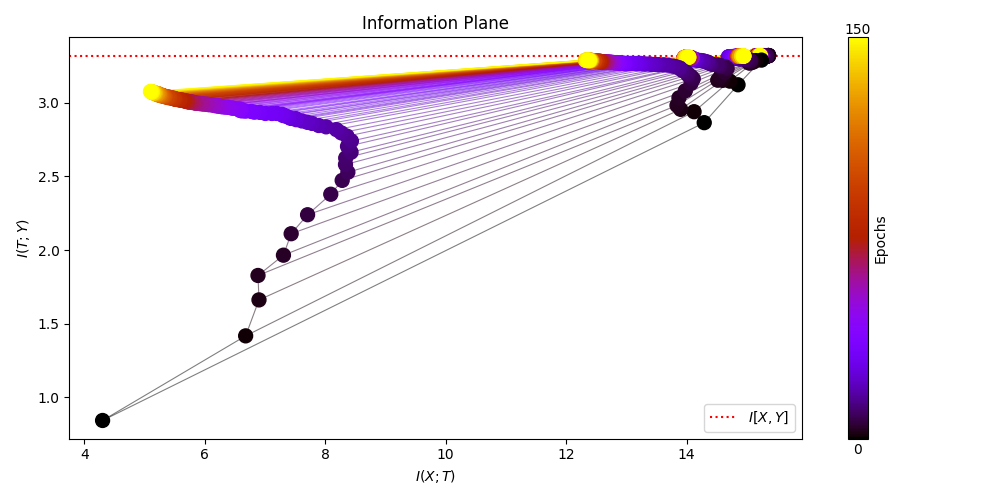 Information Plane
150
3.0
2.5
2.0
1.5
1.0
I(T; Y)
4
6
8
10
12
14
I(X; T)
I[X, Y]
Epochs
0